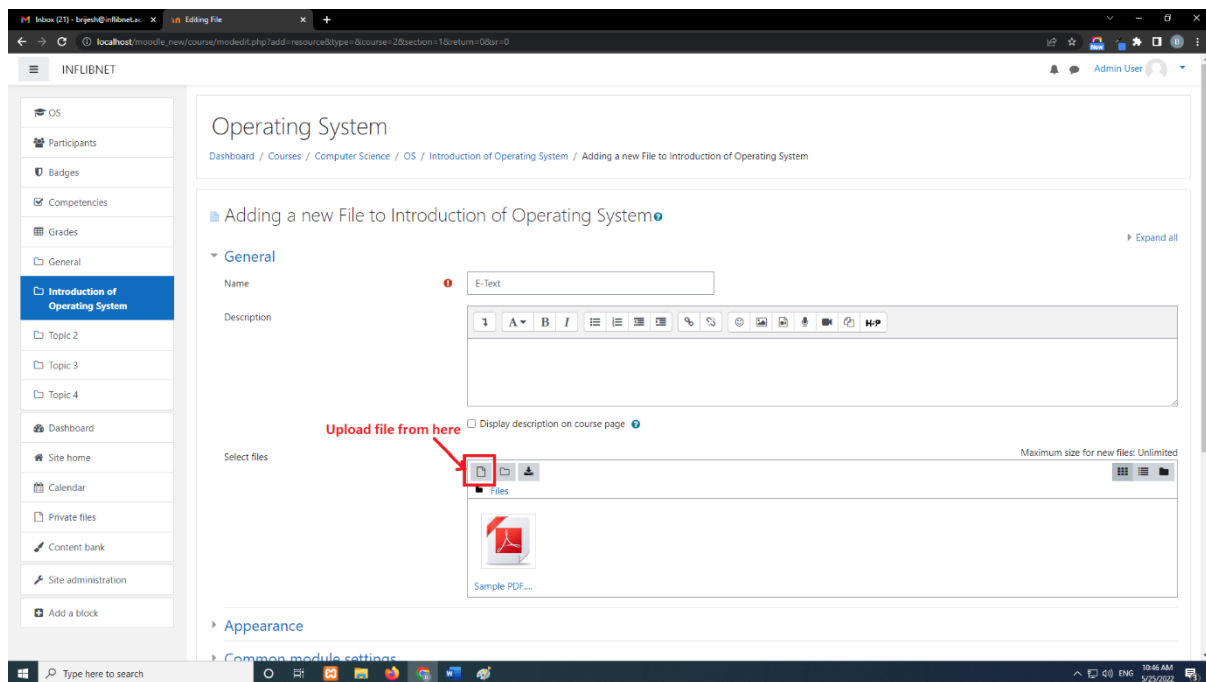 Inbox (21) - brijesh@inflibnet.ac.
Editing File
localhost/moodle_new/course/modedit.php?add=resource&type=&course=2&section=1&return=0&sr=0
New
B
INFLIBNET
Admin User
OS
Participants
Badges
Competencies
Grades
General
Introduction of
Operating System
Topic 2
Topic 3
Topic 4
Dashboard
Site home
Calendar
Private files
Content bank
Site administration
Add a block
Operating System
Dashboard / Courses / Computer Science / OS / Introduction of Operating System / Adding a new File to Introduction of Operating System
Adding a new File to Introduction of Operating System
Expand all
General
Name
E-Text
Description
A B I H-P
Display description on course page
Upload file from here
Select files
Maximum size for new files: Unlimited
Files
Sample PDF....
Appearance
Common module settings
Type here to search
ENG
10:46 AM
5/25/2022